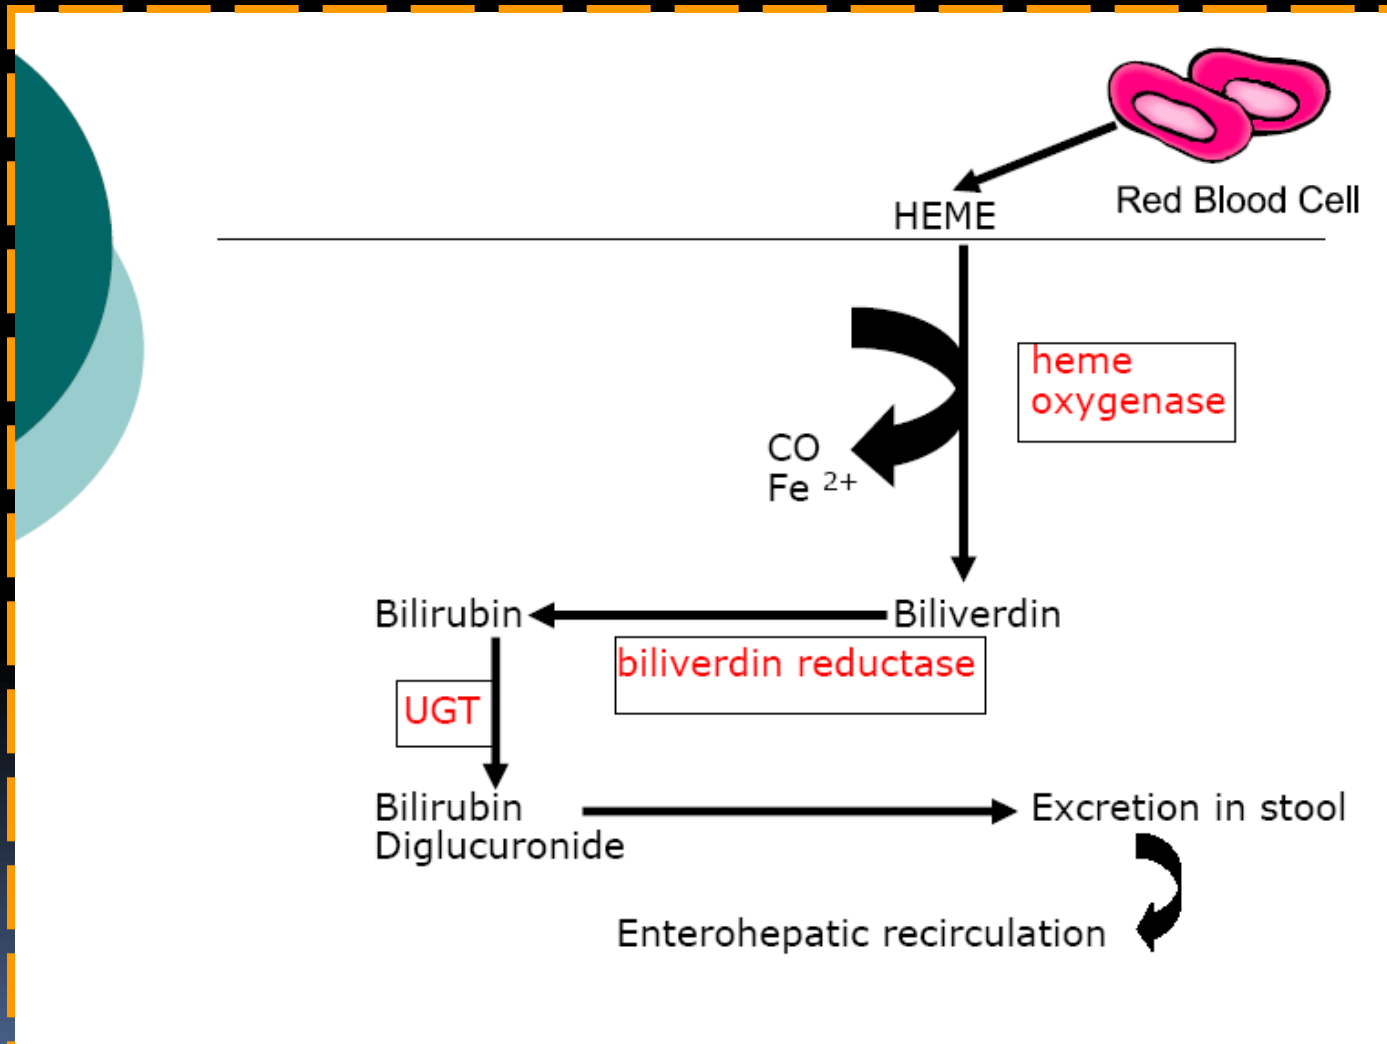 Red Blood Cell
HEME
heme
oxygenase
CO
Fe 2+
Bilirubin
Biliverdin
biliverdin reductase
UGT
Bilirubin
Diglucuronide
Excretion in stool
Enterohepatic recirculation